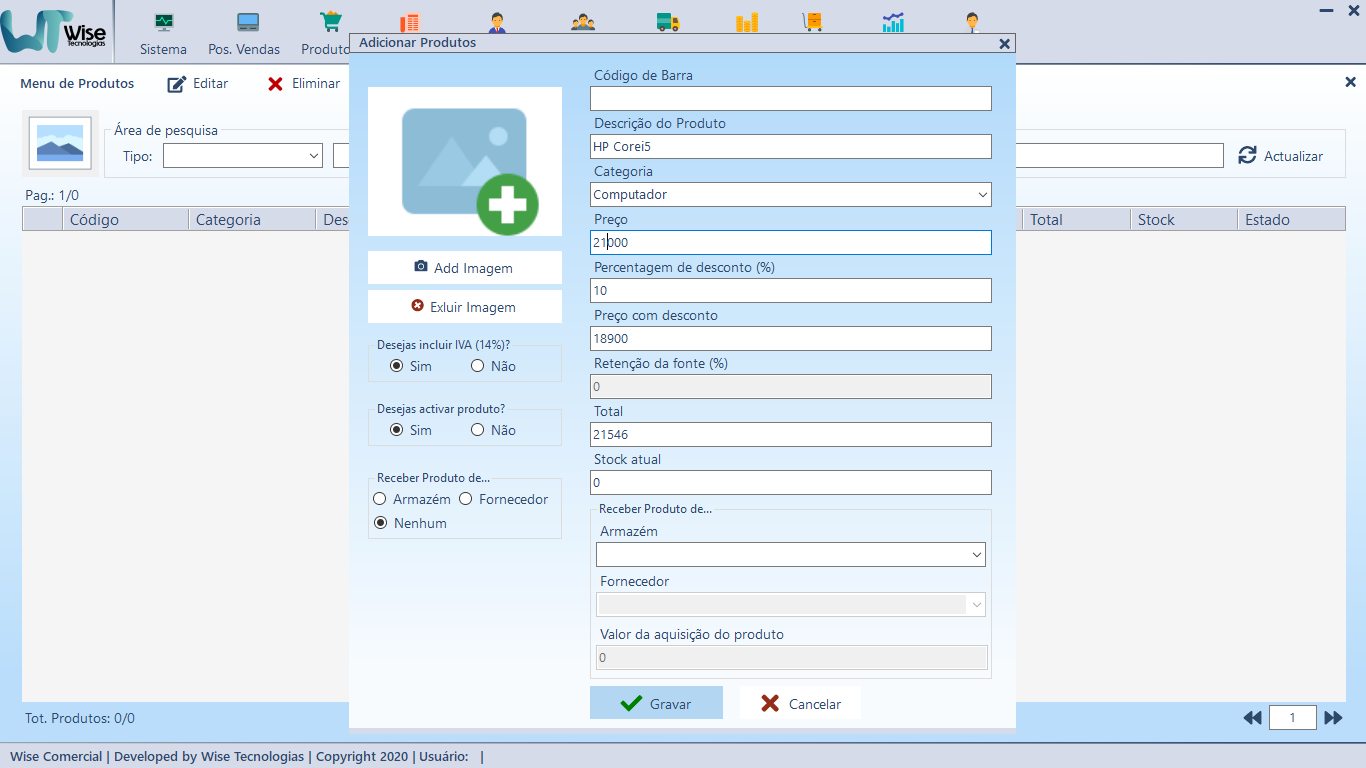 Wise
Tecnologias
Sistema
Pos. Vendas
Produto
Adicionar Produtos
Menu de Produtos
Editar
Eliminar
Área de pesquisa
Tipo:
Actualizar
Pag.: 1/0
Código
Categoria
Des
Total
Stock
Estado
Add Imagem
Exluir Imagem
Desejas incluir IVA (14%)?
Sim
Não
Desejas activar produto?
Sim
Não
Receber Produto de...
Armazém
Fornecedor
Nenhum
Código de Barra
Descrição do Produto
HP Corei5
Categoria
Computador
Preço
21000
Percentagem de desconto (%)
10
Preço com desconto
18900
Retenção da fonte (%)
0
Total
21546
Stock atual
0
Receber Produto de...
Armazém
Fornecedor
Valor da aquisição do produto
0
Gravar
Cancelar
Tot. Produtos: 0/0
1
Wise Comercial | Developed by Wise Tecnologias | Copyright 2020 | Usuário: |